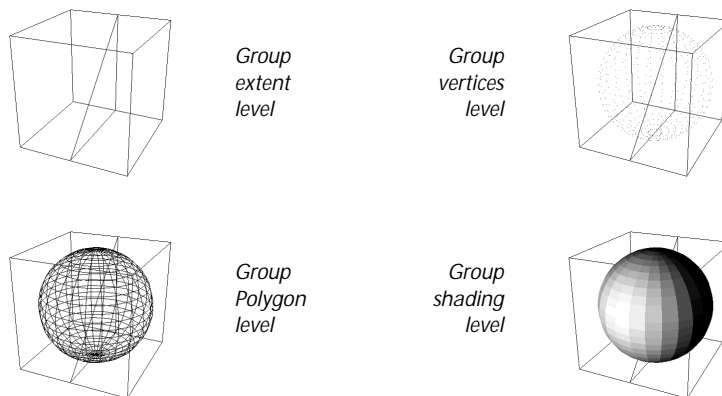 Group
extent
level
Group
vertices
level
Group
Polygon
level
Group
shading
level